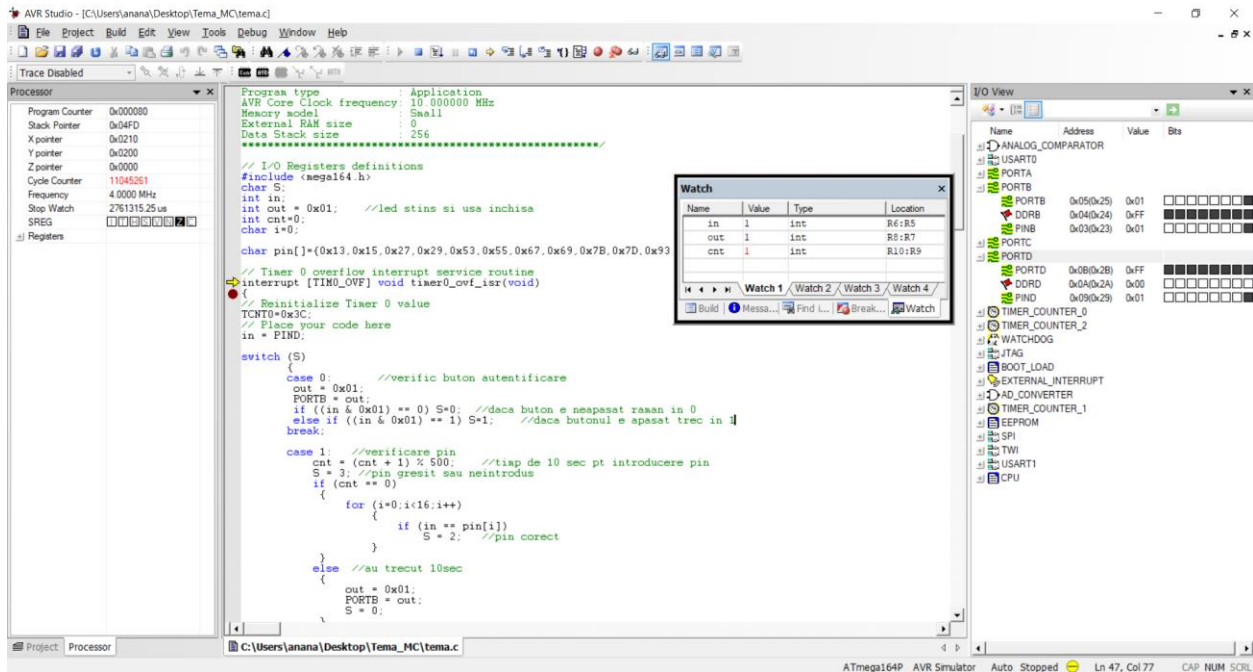 AVR Studio - [C:\Users\anana\Desktop\Tema_MC\tema.c]
File Project Build Edit View Tools Debug Window Help
Trace Disabled
Processor
Program Counter 0x000080
Stack Pointer 0x04FD
X pointer 0x0210
Y pointer 0x0200
Z pointer 0x0000
Cycle Counter 11045261
Frequency 4.0000 MHz
Stop Watch 2761315.25 us
SREG I T H S V N Z C
Registers
Project Processor
Program type : Application
AVR Core Clock frequency: 10.000000 MHz
Memory model : Small
External RAM size : 0
Data Stack size : 256
*******************************************************/
// I/O Registers definitions
#include <mega164.h>
char S;
int in;
int out = 0x01; //led stins si usa inchisa
int cnt=0;
char i=0;
char pin[]={0x13,0x15,0x27,0x29,0x53,0x55,0x67,0x69,0x7B,0x7D,0x93
// Timer 0 overflow interrupt service routine
interrupt [TIM0_OVF] void timer0_ovf_isr(void)
{
// Reinitialize Timer 0 value
TCNT0=0x3C;
// Place your code here
in = PIND;
switch (S)
{
case 0: //verific buton autentificare
out = 0x01;
PORTB = out;
if ((in & 0x01) == 0) S=0; //daca buton e neapasat raman in 0
else if ((in & 0x01) == 1) S=1; //daca butonul e apasat trec in 1
break;
case 1: //verificare pin
cnt = (cnt + 1) % 500; //timp de 10 sec pt introducere pin
S = 3; //pin gresit sau neintrodus
if (cnt == 0)
{
for (i=0;i<16;i++)
{
if (in == pin[i])
S = 2; //pin corect
}
}
else //au trecut 10sec
{
out = 0x01;
PORTB = out;
S = 0;
}
C:\Users\anana\Desktop\Tema_MC\tema.c
Watch
Name Value Type Location
in 1 int R6:R5
out 1 int R8:R7
cnt 1 int R10:R9
Watch 1 Watch 2 Watch 3 Watch 4
Build Messa... Find i... Break... Watch
I/O View
Name Address Value Bits
ANALOG_COMPARATOR
USART0
PORTA
PORTB
PORTB 0x05(0x25) 0x01
DDRB 0x04(0x24) 0xFF
PINB 0x03(0x23) 0x01
PORTC
PORTD
PORTD 0x0B(0x2B) 0xFF
DDRD 0x0A(0x2A) 0x00
PIND 0x09(0x29) 0x01
TIMER_COUNTER_0
TIMER_COUNTER_2
WATCHDOG
JTAG
BOOT_LOAD
EXTERNAL_INTERRUPT
AD_CONVERTER
TIMER_COUNTER_1
EEPROM
SPI
TWI
USART1
CPU
ATmega164P AVR Simulator Auto Stopped Ln 47, Col 77 CAP NUM SCRL